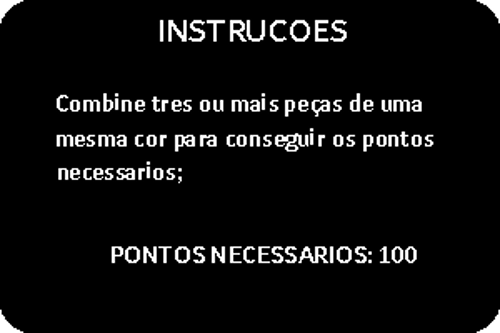 INSTRUCOES
Combine tres ou mais peças de uma
mesma cor para conseguir os pontos
necessarios;
PONTOS NECESSARIOS: 100